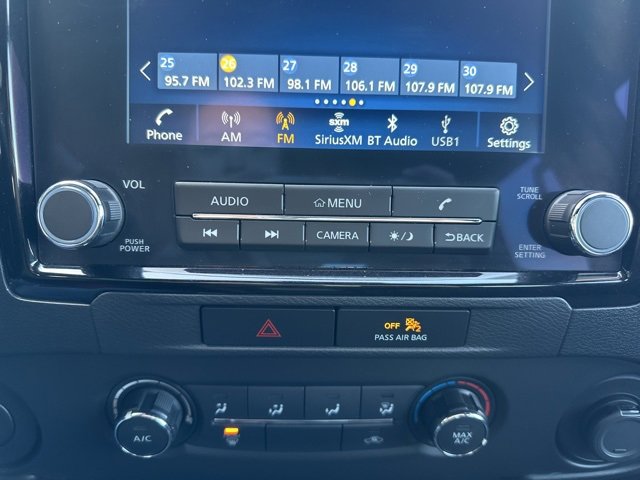 25 26 27 28 29 30
95.7 FM 102.3 FM 98.1 FM 106.1 FM 107.9 FM 107.9 FM
Phone AM FM sxm SiriusXM BT Audio USB1 Settings
VOL AUDIO MENU TUNE
SCROLL
PUSH
POWER CAMERA BACK ENTER
SETTING
OFF
PASS AIR BAG
A/C MAX
A/C